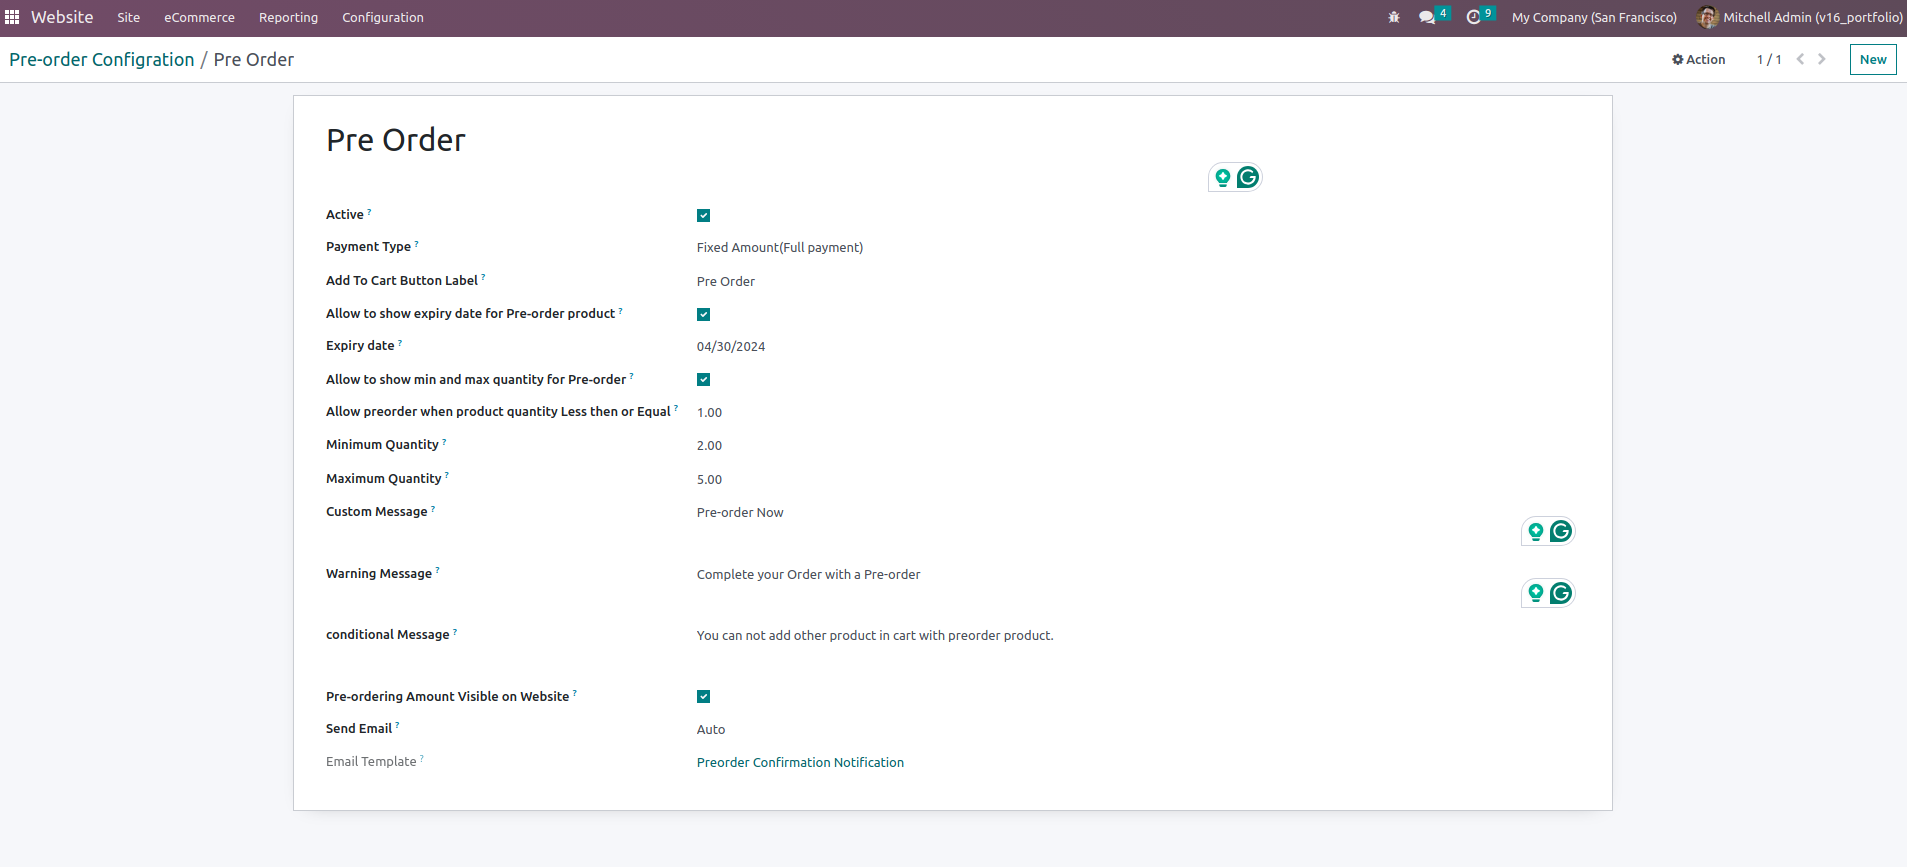 Website Site eCommerce Reporting Configuration 4 9 My Company (San Francisco) Mitchell Admin (v16_portfolio)
Pre-order Configration / Pre Order Action 1 / 1 New
Pre Order
Active ?
Payment Type ? Fixed Amount(Full payment)
Add To Cart Button Label ? Pre Order
Allow to show expiry date for Pre-order product ?
Expiry date ? 04/30/2024
Allow to show min and max quantity for Pre-order ?
Allow preorder when product quantity Less then or Equal ? 1.00
Minimum Quantity ? 2.00
Maximum Quantity ? 5.00
Custom Message ? Pre-order Now
Warning Message ? Complete your Order with a Pre-order
conditional Message ? You can not add other product in cart with preorder product.
Pre-ordering Amount Visible on Website ?
Send Email ? Auto
Email Template ? Preorder Confirmation Notification